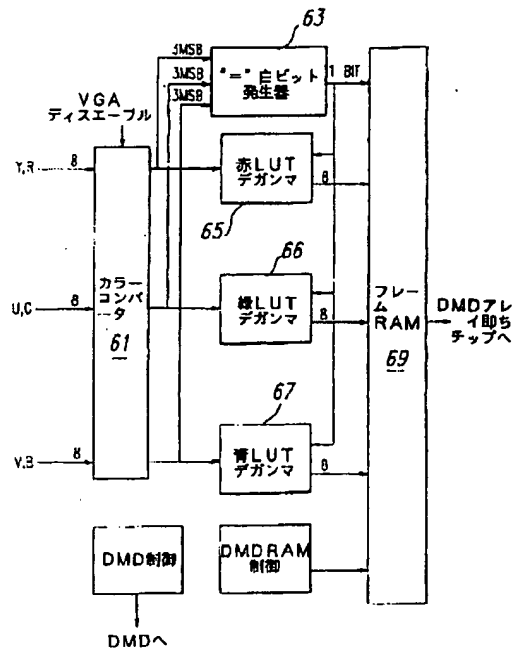 63
3MSB
3MSB
3MSB
"=" 白ビット
発生器
1 BIT
VGA
ディスエーブル
Y,R
8
赤LUT
デガンマ
8
65
66
U,C
8
カラー
コンバ
ータ
61
緑LUT
デガンマ
8
フレー
ム
RAM
69
DMDアレ
イ即ち
チップへ
67
V,B
8
青LUT
デガンマ
8
DMD制御
DMDRAM
制御
DMDへ